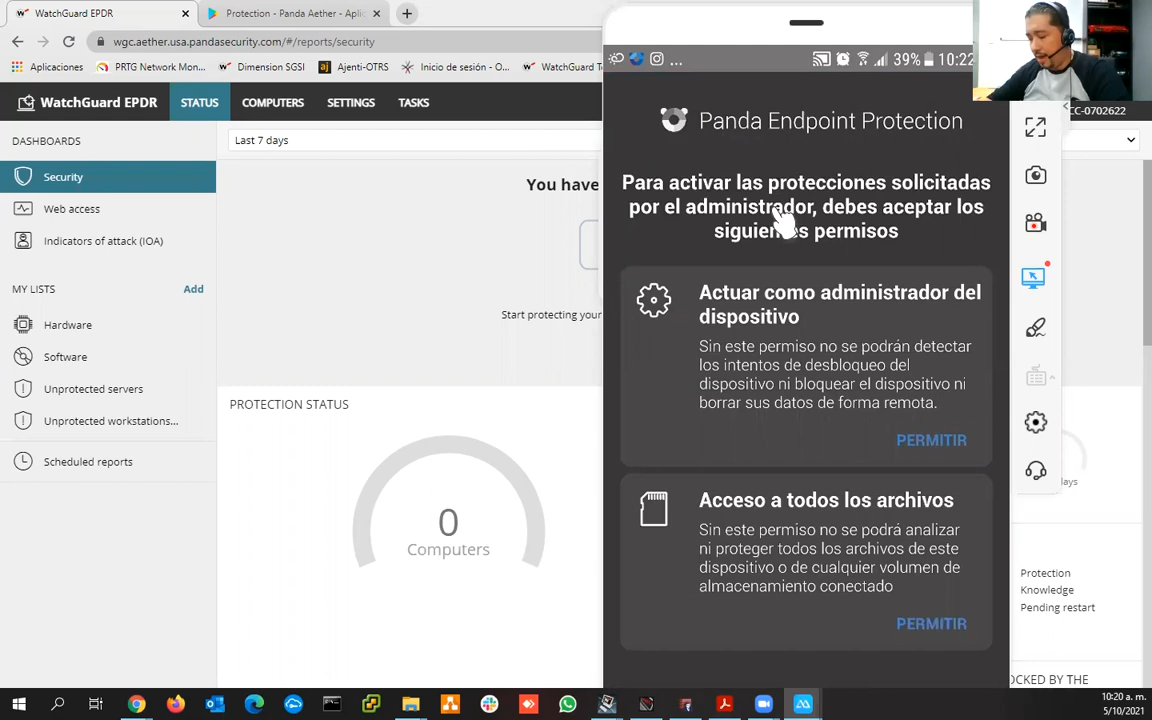 WatchGuard EPDR
Protection - Panda Aether - Aplic
wgc.aether.usa.pandasecurity.com/#/reports/security
Aplicaciones
PRTG Network Mon...
Dimension SGSI
Ajenti-OTRS
Inicio de sesión - O...
WatchGuard
WatchGuard EPDR
STATUS
COMPUTERS
SETTINGS
TASKS
CC-0702622
DASHBOARDS
Security
Web access
Indicators of attack (IOA)
MY LISTS
Add
Hardware
Software
Unprotected servers
Unprotected workstations...
Scheduled reports
Last 7 days
You have
Start protecting your
PROTECTION STATUS
0
Computers
39%
10:22
Panda Endpoint Protection
Para activar las protecciones solicitadas
por el administrador, debes aceptar los
siguientes permisos
Actuar como administrador del
dispositivo
Sin este permiso no se podrán detectar
los intentos de desbloqueo del
dispositivo ni bloquear el dispositivo ni
borrar sus datos de forma remota.
PERMITIR
Acceso a todos los archivos
Sin este permiso no se podrá analizar
ni proteger todos los archivos de este
dispositivo o de cualquier volumen de
almacenamiento conectado
PERMITIR
days
Protection
Knowledge
Pending restart
OCKED BY THE
10:20 a. m.
5/10/2021